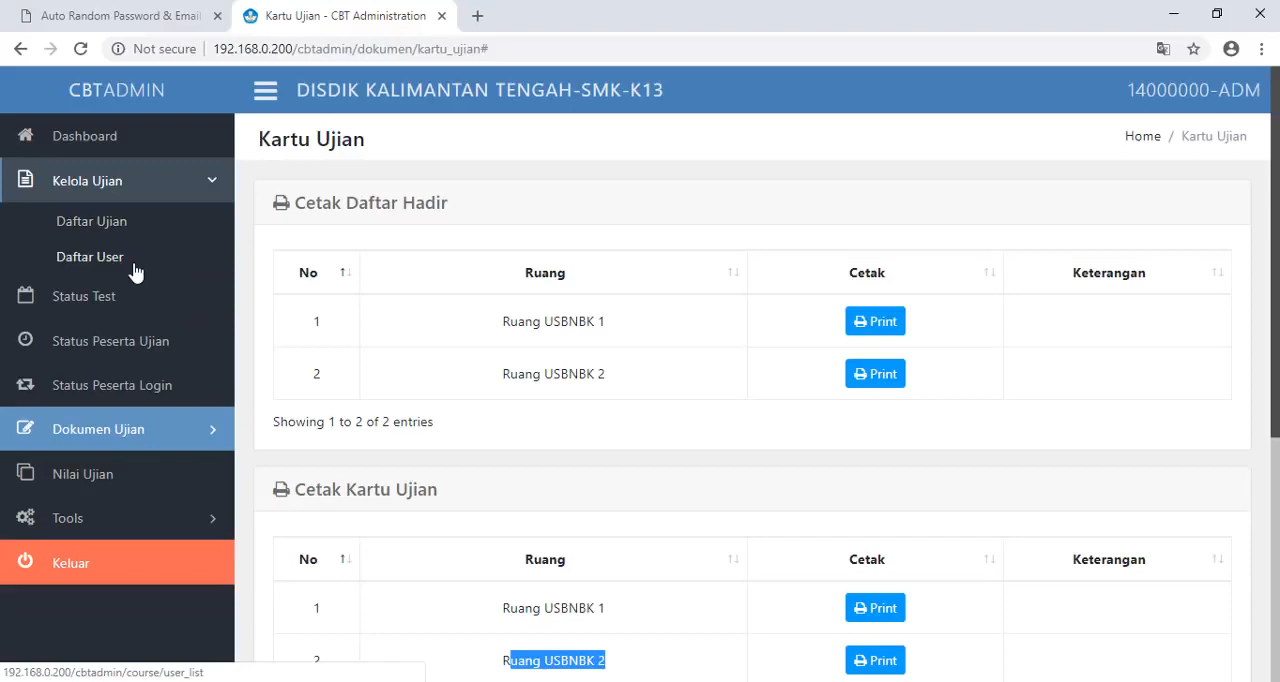 Auto Random Password & Email
Kartu Ujian - CBT Administration
Not secure
192.168.0.200/cbtadmin/dokumen/kartu_ujian#
CBTADMIN
DISDIK KALIMANTAN TENGAH-SMK-K13
14000000-ADM
Dashboard
Kelola Ujian
Daftar Ujian
Daftar User
Status Test
Status Peserta Ujian
Status Peserta Login
Dokumen Ujian
Nilai Ujian
Tools
Keluar
Kartu Ujian
Home / Kartu Ujian
Cetak Daftar Hadir
No Ruang Cetak Keterangan
1 Ruang USBNBK 1 Print
2 Ruang USBNBK 2 Print
Showing 1 to 2 of 2 entries
Cetak Kartu Ujian
No Ruang Cetak Keterangan
1 Ruang USBNBK 1 Print
2 Ruang USBNBK 2 Print
192.168.0.200/cbtadmin/course/user_list